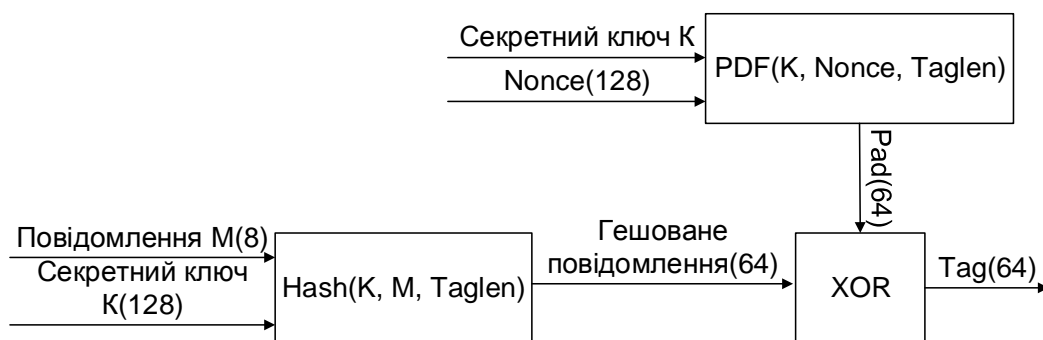 Секретний ключ К
Nonce(128)
PDF(K, Nonce, Taglen)
Pad(64)
Повідомлення М(8)
Секретний ключ
К(128)
Hash(K, M, Taglen)
Гешоване
повідомлення(64)
XOR
Tag(64)